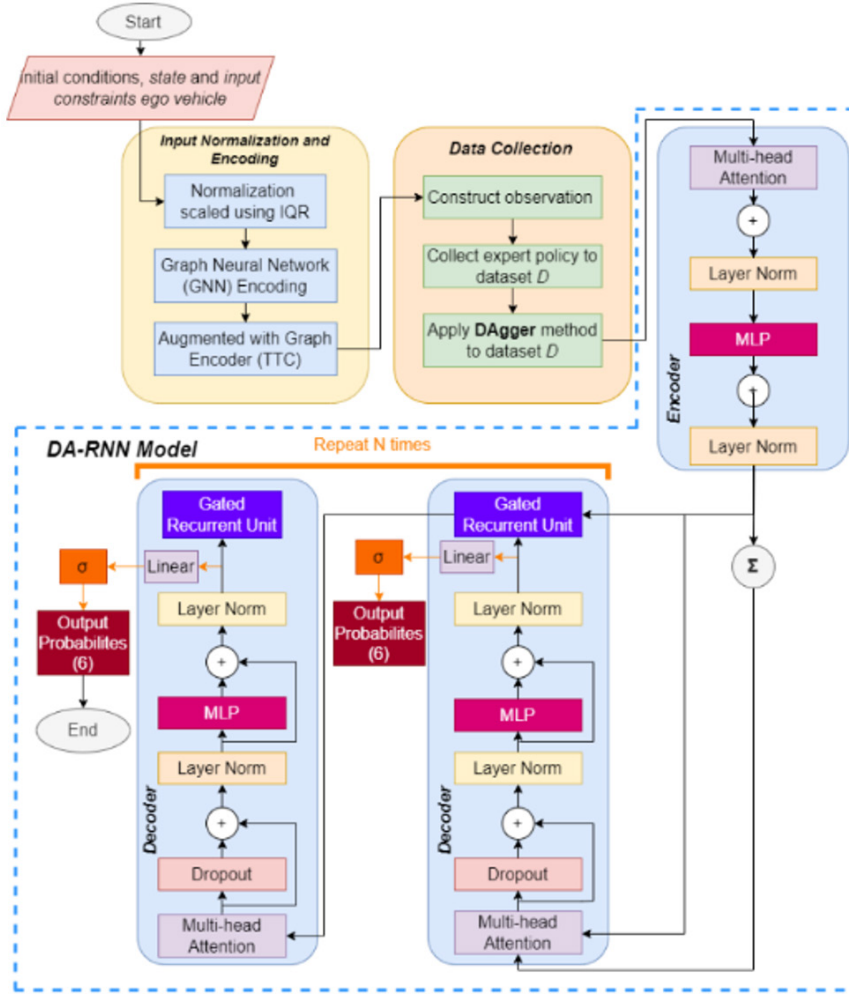 Start
initial conditions, state and input
constraints ego vehicle
Input Normalization and
Encoding
Normalization
scaled using IQR
Graph Neural Network
(GNN) Encoding
Augmented with Graph
Encoder (TTC)
Data Collection
Construct observation
Collect expert policy to
dataset D
Apply DAgger method
to dataset D
Multi-head
Attention
+
Layer Norm
MLP
+
Layer Norm
Encoder
Σ
DA-RNN Model
Repeat N times
Gated
Recurrent Unit
Linear
σ
Output
Probabilites
(6)
End
Layer Norm
+
MLP
Layer Norm
+
Dropout
Multi-head
Attention
Decoder
Gated
Recurrent Unit
Linear
σ
Output
Probabilites
(6)
Layer Norm
+
MLP
Layer Norm
+
Dropout
Multi-head
Attention
Decoder